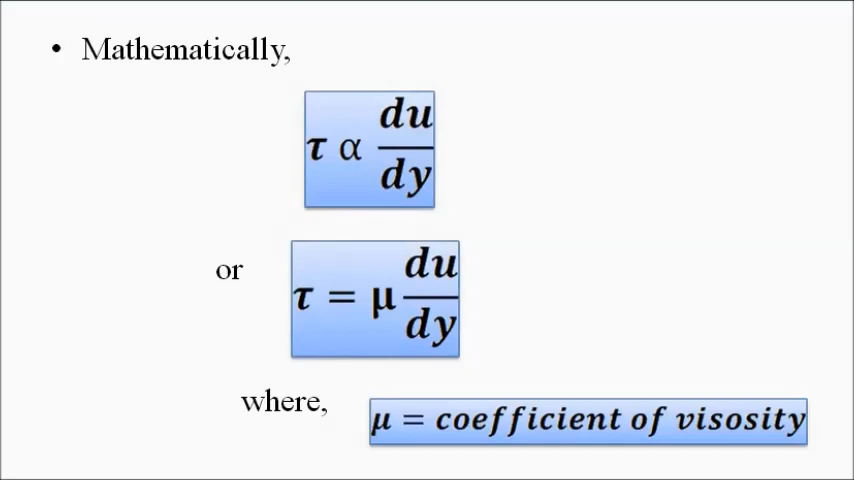 • Mathematically,
τ α du/dy
or τ = μ du/dy
where, μ = coefficient of visosity